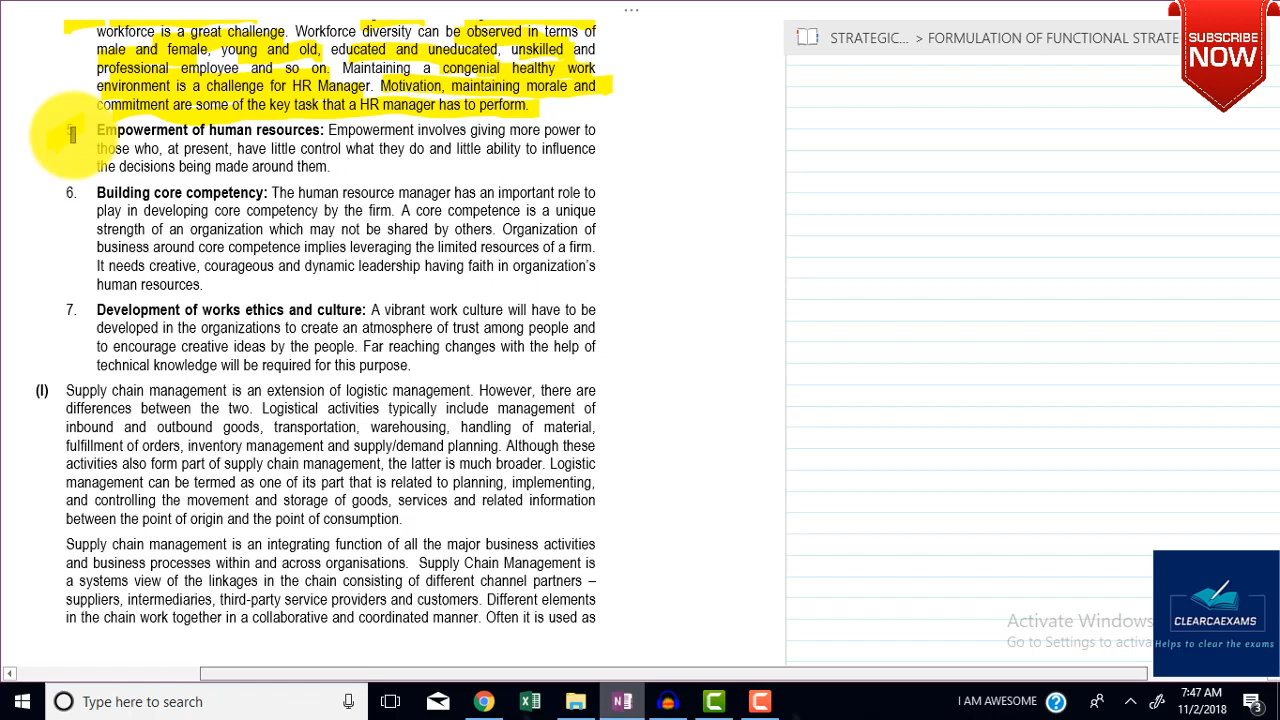 workforce is a great challenge. Workforce diversity can be observed in terms of
male and female, young and old, educated and uneducated, unskilled and
professional employee and so on. Maintaining a congenial healthy work
environment is a challenge for HR Manager. Motivation, maintaining morale and
commitment are some of the key task that a HR manager has to perform.
5. Empowerment of human resources: Empowerment involves giving more power to
those who, at present, have little control what they do and little ability to influence
the decisions being made around them.
6. Building core competency: The human resource manager has an important role to
play in developing core competency by the firm. A core competence is a unique
strength of an organization which may not be shared by others. Organization of
business around core competence implies leveraging the limited resources of a firm.
It needs creative, courageous and dynamic leadership having faith in organization's
human resources.
7. Development of works ethics and culture: A vibrant work culture will have to be
developed in the organizations to create an atmosphere of trust among people and
to encourage creative ideas by the people. Far reaching changes with the help of
technical knowledge will be required for this purpose.
(I) Supply chain management is an extension of logistic management. However, there are
differences between the two. Logistical activities typically include management of
inbound and outbound goods, transportation, warehousing, handling of material,
fulfillment of orders, inventory management and supply/demand planning. Although these
activities also form part of supply chain management, the latter is much broader. Logistic
management can be termed as one of its part that is related to planning, implementing,
and controlling the movement and storage of goods, services and related information
between the point of origin and the point of consumption.
Supply chain management is an integrating function of all the major business activities
and business processes within and across organisations. Supply Chain Management is
a systems view of the linkages in the chain consisting of different channel partners –
suppliers, intermediaries, third-party service providers and customers. Different elements
in the chain work together in a collaborative and coordinated manner. Often it is used as
STRATEGIC... > FORMULATION OF FUNCTIONAL STRATE
SUBSCRIBE
NOW
Activate Windows
Go to Settings to activa
CLEARCAEXAMS
Helps to clear the exams
Type here to search
I AM AWESOME
7:47 AM
11/2/2018
3